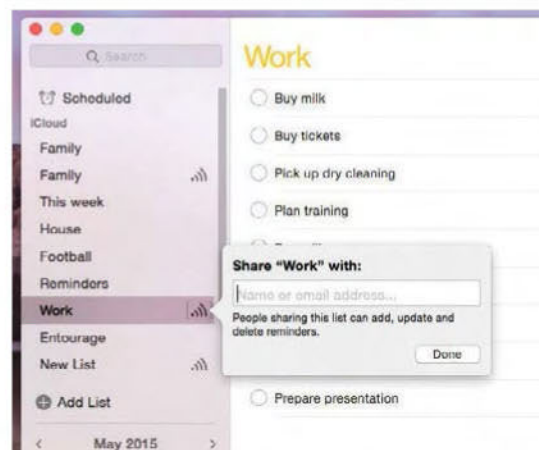 Search
Work
Scheduled
iCloud
Family
Family
This week
House
Football
Reminders
Work
Entourage
New List
Add List
< May 2015 >
Buy milk
Buy tickets
Pick up dry cleaning
Plan training
Share “Work” with:
Name or email address...
People sharing this list can add, update and
delete reminders.
Done
Prepare presentation